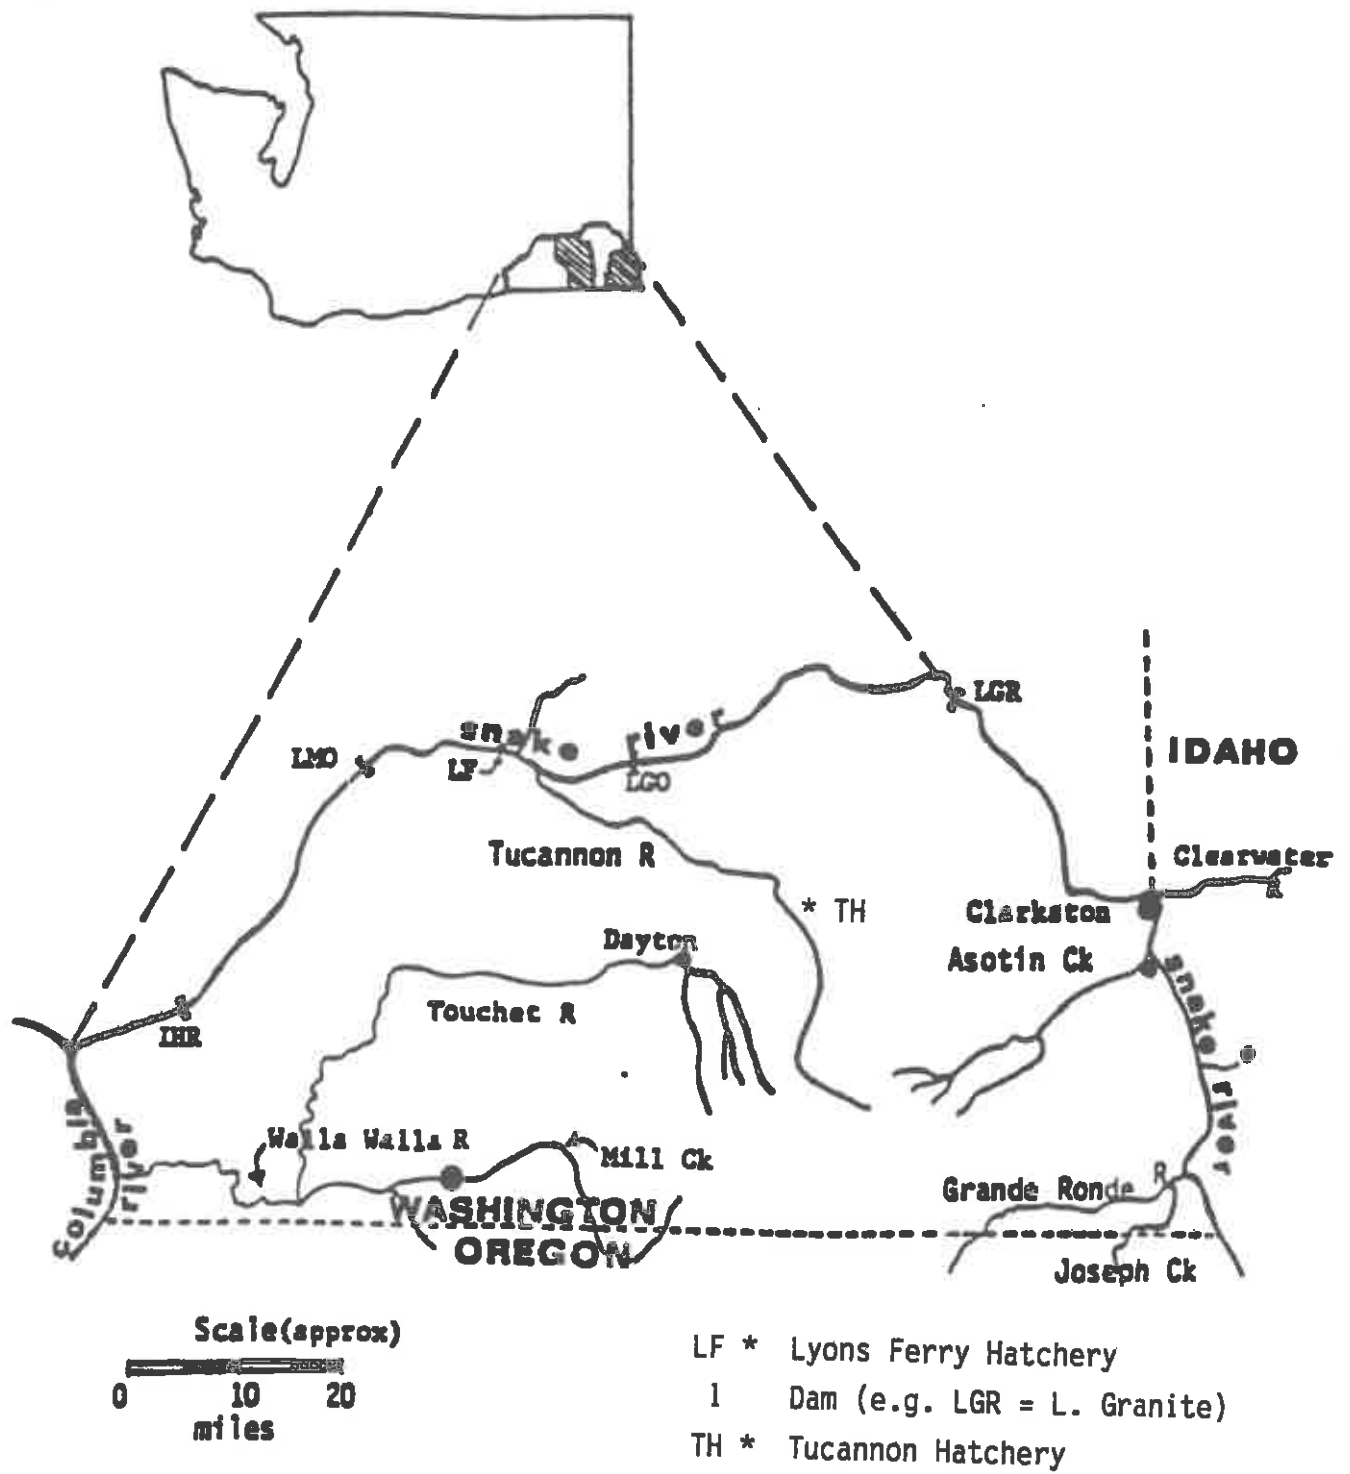 LGR
snake river
IDAHO
LMO
LF
LGO
Tucannon R
Clearwater
R
* TH
Clarkston
Dayton
Asotin Ck
Touchet R
snake river
IHR
Columbia river
Walla Walla R
Mill Ck
Grande Ronde R
WASHINGTON
OREGON
Joseph Ck
Scale(approx)
0 10 20
miles
LF * Lyons Ferry Hatchery
1 Dam (e.g. LGR = L. Granite)
TH * Tucannon Hatchery